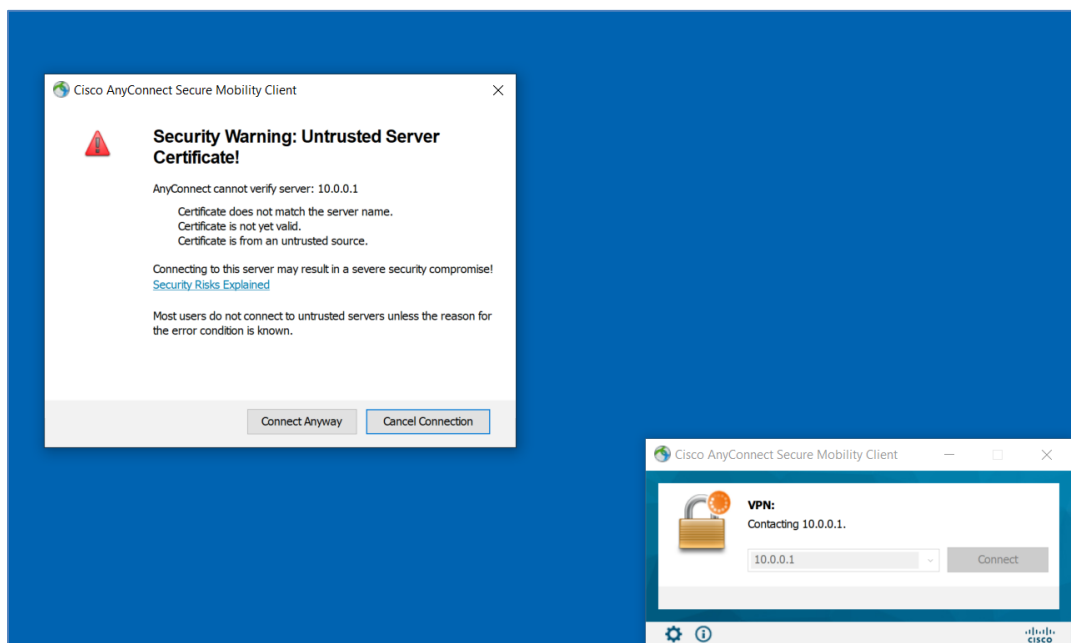 Cisco AnyConnect Secure Mobility Client
Security Warning: Untrusted Server
Certificate!
AnyConnect cannot verify server: 10.0.0.1
Certificate does not match the server name.
Certificate is not yet valid.
Certificate is from an untrusted source.
Connecting to this server may result in a severe security compromise!
Security Risks Explained
Most users do not connect to untrusted servers unless the reason for
the error condition is known.
Connect Anyway
Cancel Connection
Cisco AnyConnect Secure Mobility Client
VPN:
Contacting 10.0.0.1.
10.0.0.1
Connect
CISCO